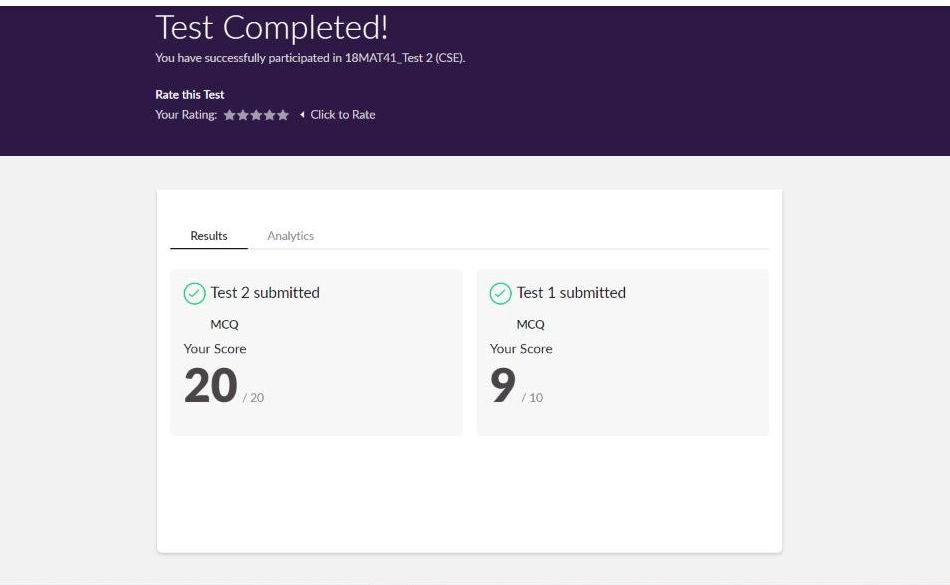 Test Completed!
You have successfully participated in 18MAT41_Test 2 (CSE).
Rate this Test
Your Rating: Click to Rate
Results Analytics
Test 2 submitted
MCQ
Your Score
20 / 20
Test 1 submitted
MCQ
Your Score
9 / 10